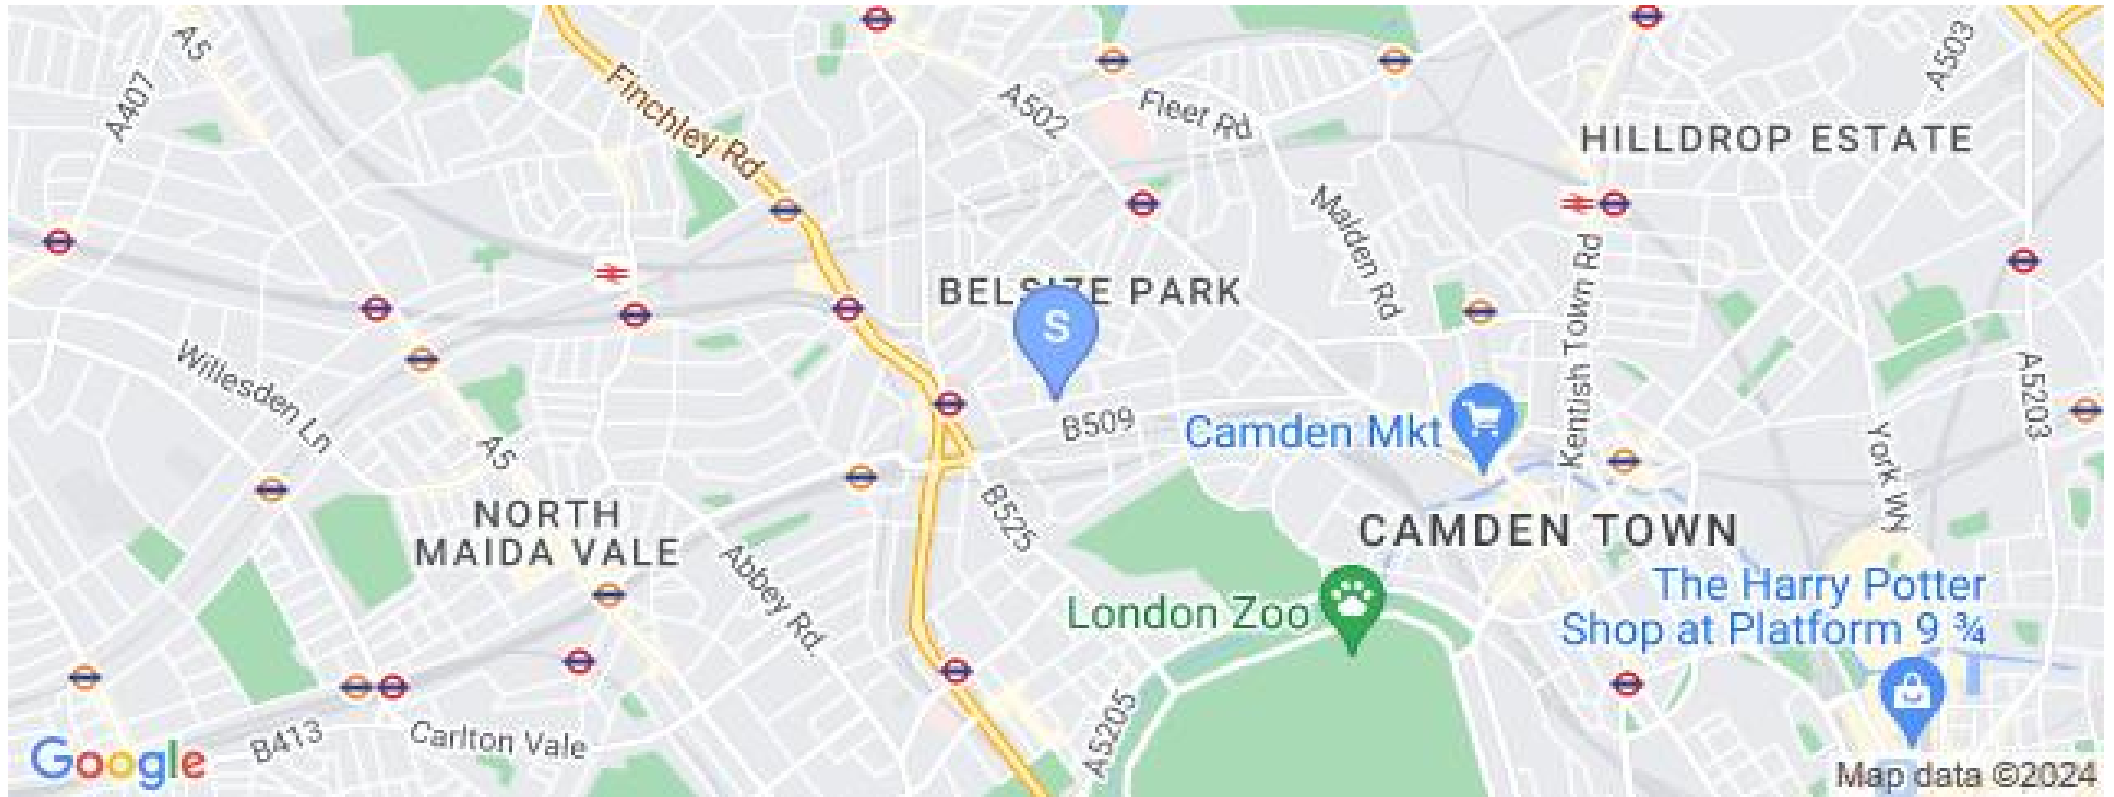 A5
A407
Finchley Rd
A502
Fleet Rd
A503
HILLDROP ESTATE
Malden Rd
Kentish Town Rd
BELSIZE PARK
S
Willesden Ln
A5
B509
Camden Mkt
A5203
York Wy
NORTH
MAIDA VALE
B525
Abbey Rd.
CAMDEN TOWN
London Zoo
The Harry Potter
Shop at Platform 9 ¾
A5205
B413
Carlton Vale
Google
Map data ©2024